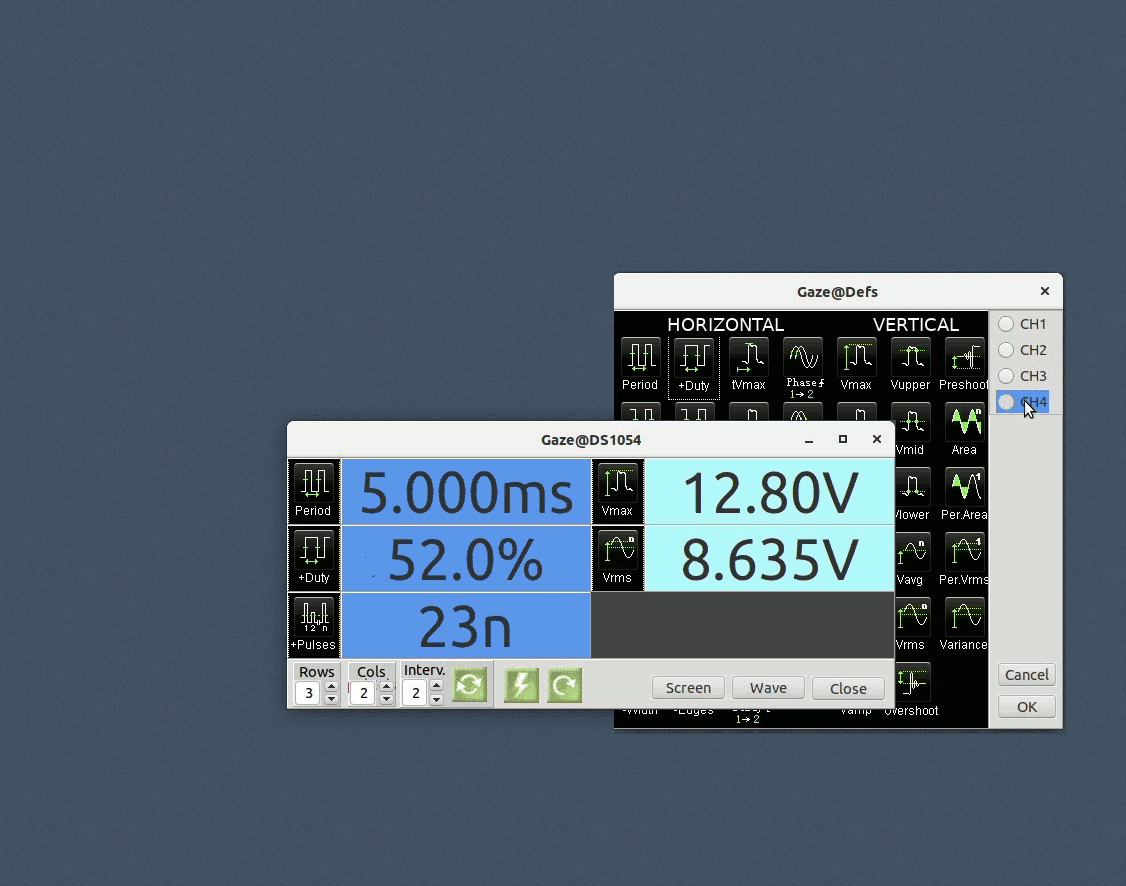 Gaze@Defs
HORIZONTAL VERTICAL
Period +Duty tVmax Phase ƒ Vmax Vupper Preshoot
1→2
CH1
CH2
CH3
CH4
Vmid Area
Vlower Per.Area
Vavg Per.Vrms
Vrms Variance
-Width -Edges Vamp Overshoot
1→2
Cancel
OK
Gaze@DS1054
Period 5.000ms Vmax 12.80V
+Duty 52.0% Vrms 8.635V
+Pulses 23n
Rows Cols Interv.
3 2 2
Screen Wave Close